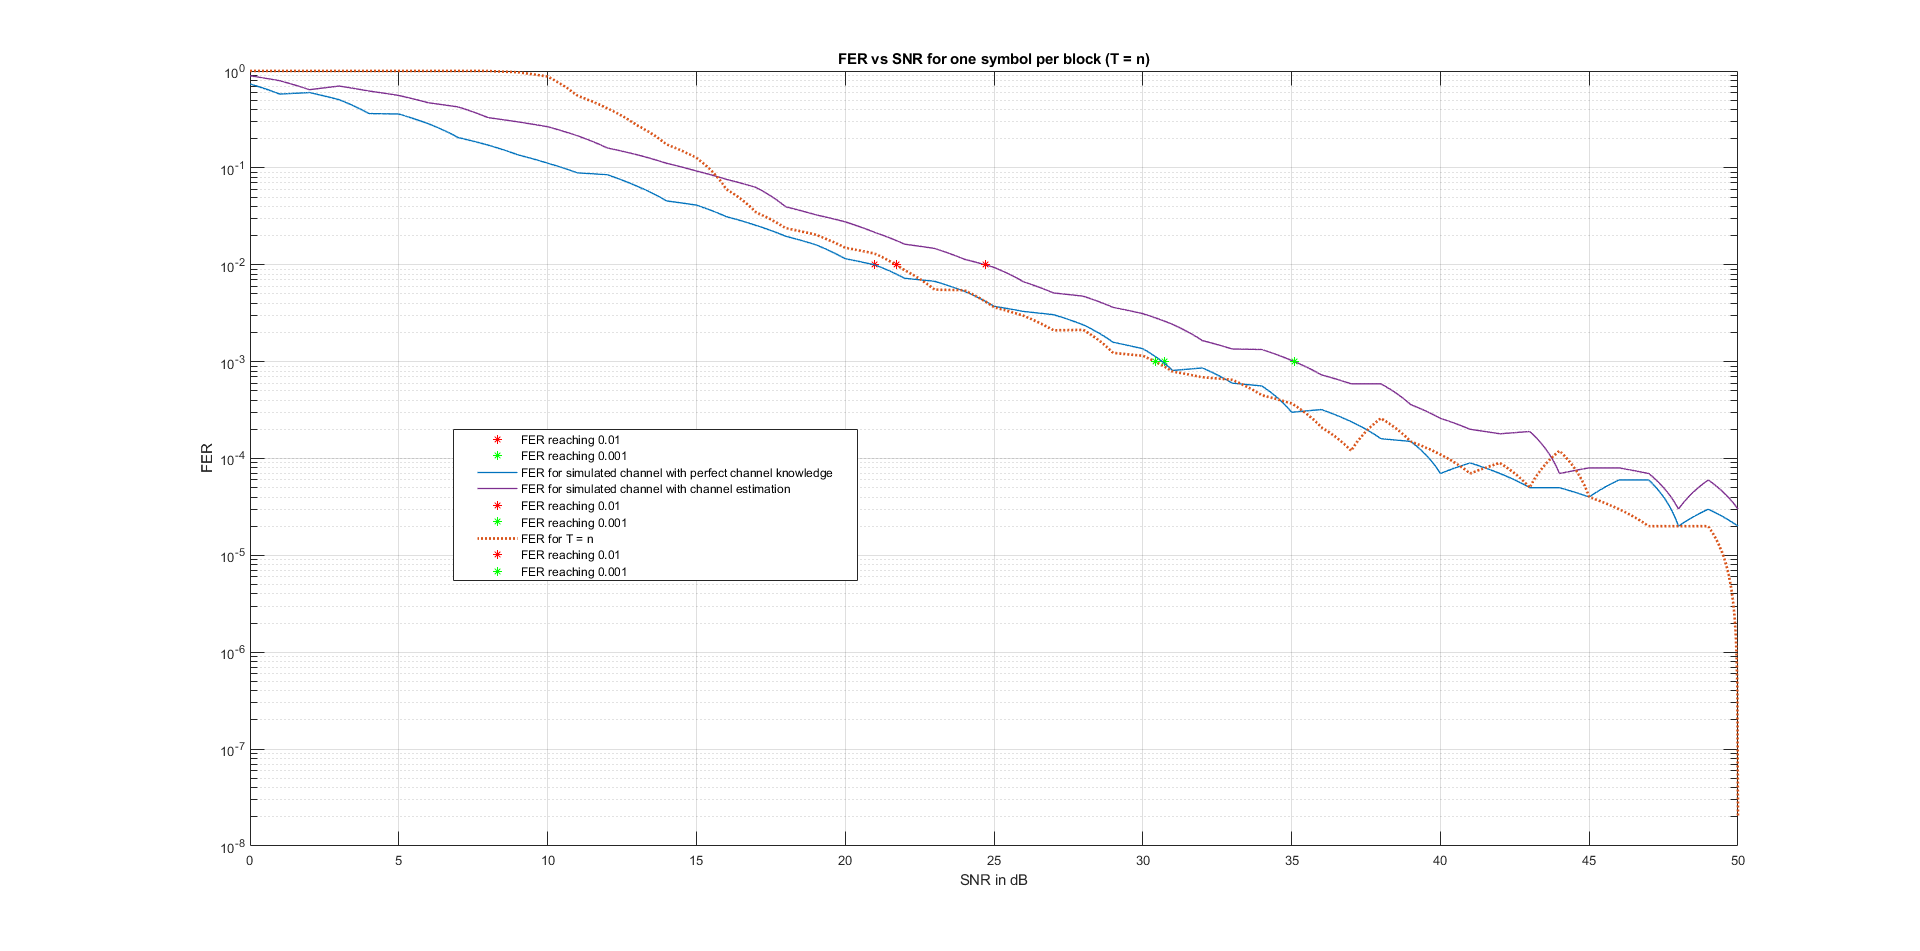 FER vs SNR for one symbol per block (T = n)
10^0
10^-1
10^-2
10^-3
10^-4
10^-5
10^-6
10^-7
10^-8
FER
FER reaching 0.01
FER reaching 0.001
FER for simulated channel with perfect channel knowledge
FER for simulated channel with channel estimation
FER reaching 0.01
FER reaching 0.001
FER for T = n
FER reaching 0.01
FER reaching 0.001
0 5 10 15 20 25 30 35 40 45 50
SNR in dB